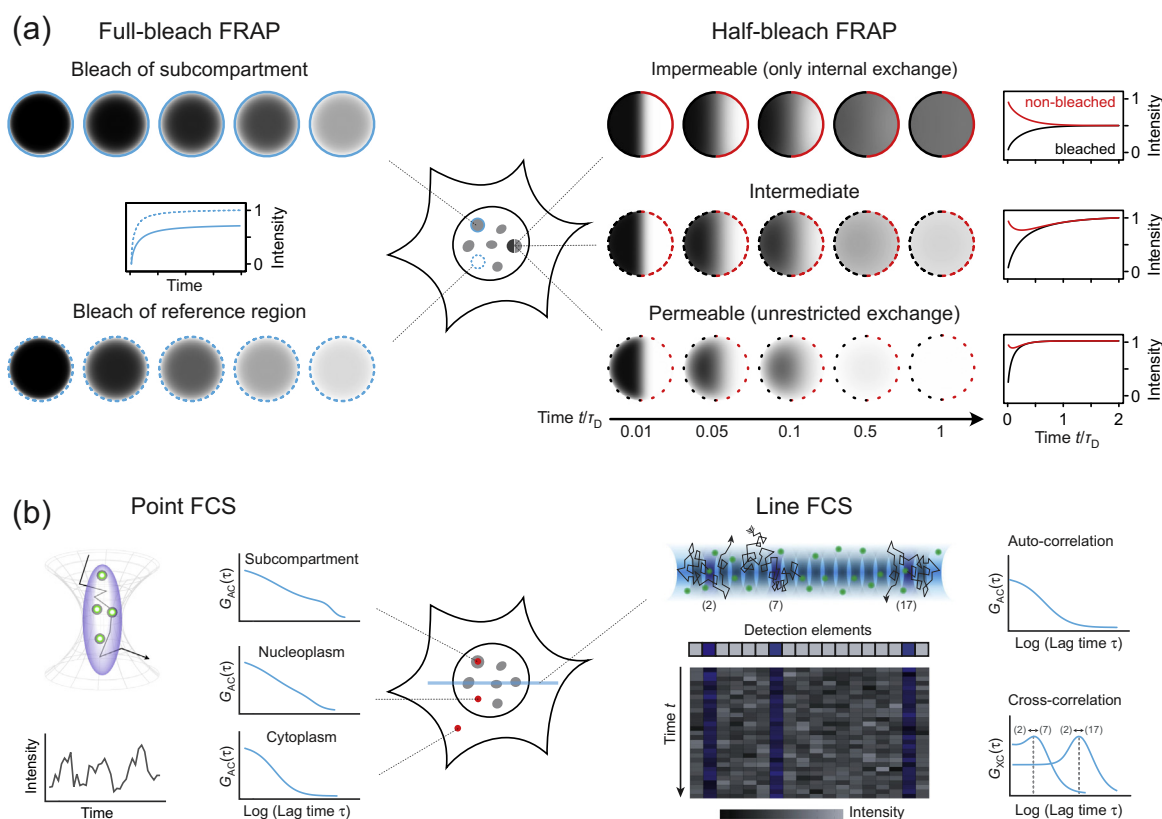 (a)
Full-bleach FRAP
Bleach of subcompartment
1
0
Intensity
Time
Bleach of reference region
Half-bleach FRAP
Impermeable (only internal exchange)
non-bleached
bleached
1
0
Intensity
Intermediate
1
0
Intensity
Permeable (unrestricted exchange)
1
0
Intensity
Time t/τD
0.01 0.05 0.1 0.5 1
0 1 2
Time t/τD
(b)
Point FCS
Intensity
Time
Subcompartment
GAC(τ)
Nucleoplasm
GAC(τ)
Cytoplasm
GAC(τ)
Log (Lag time τ)
Line FCS
(2) (7) (17)
Detection elements
Time t
Intensity
Auto-correlation
GAC(τ)
Log (Lag time τ)
Cross-correlation
(2)↔(7) (2)↔(17)
GXC(τ)
Log (Lag time τ)